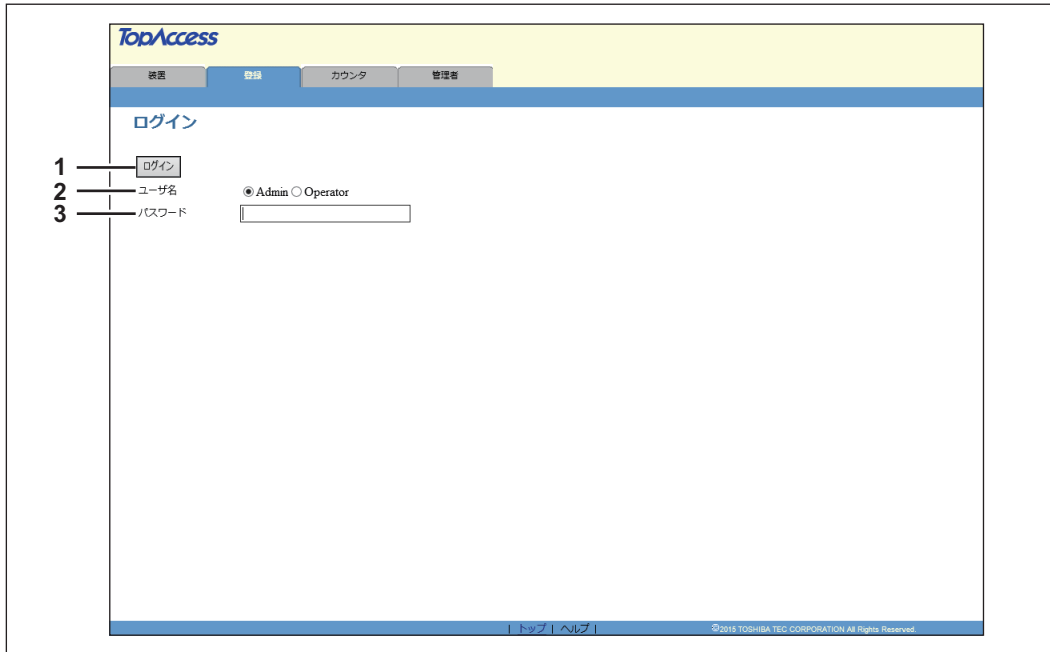 TopAccess
装置 登録 カウンタ 管理者
ログイン
1 ログイン
2 ユーザ名 Admin Operator
3 パスワード
| トップ | ヘルプ | ©2015 TOSHIBA TEC CORPORATION All Rights Reserved.